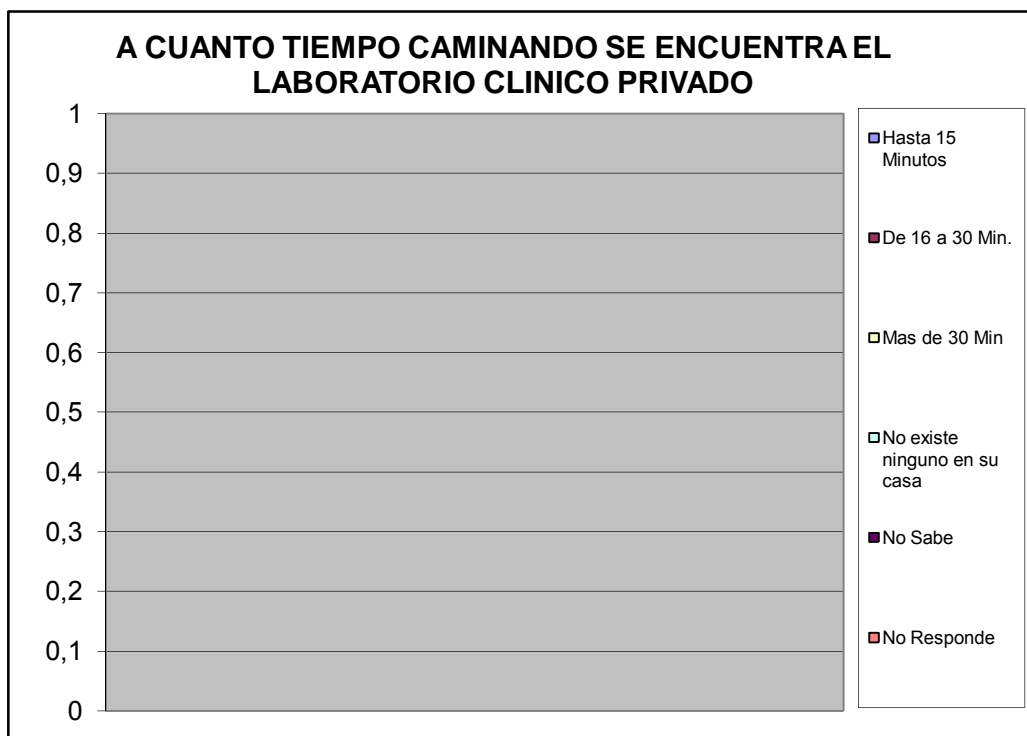 A CUANTO TIEMPO CAMINANDO SE ENCUENTRA EL
LABORATORIO CLINICO PRIVADO
1
0,9
0,8
0,7
0,6
0,5
0,4
0,3
0,2
0,1
0
Hasta 15
Minutos
De 16 a 30 Min.
Mas de 30 Min
No existe
ninguno en su
casa
No Sabe
No Responde